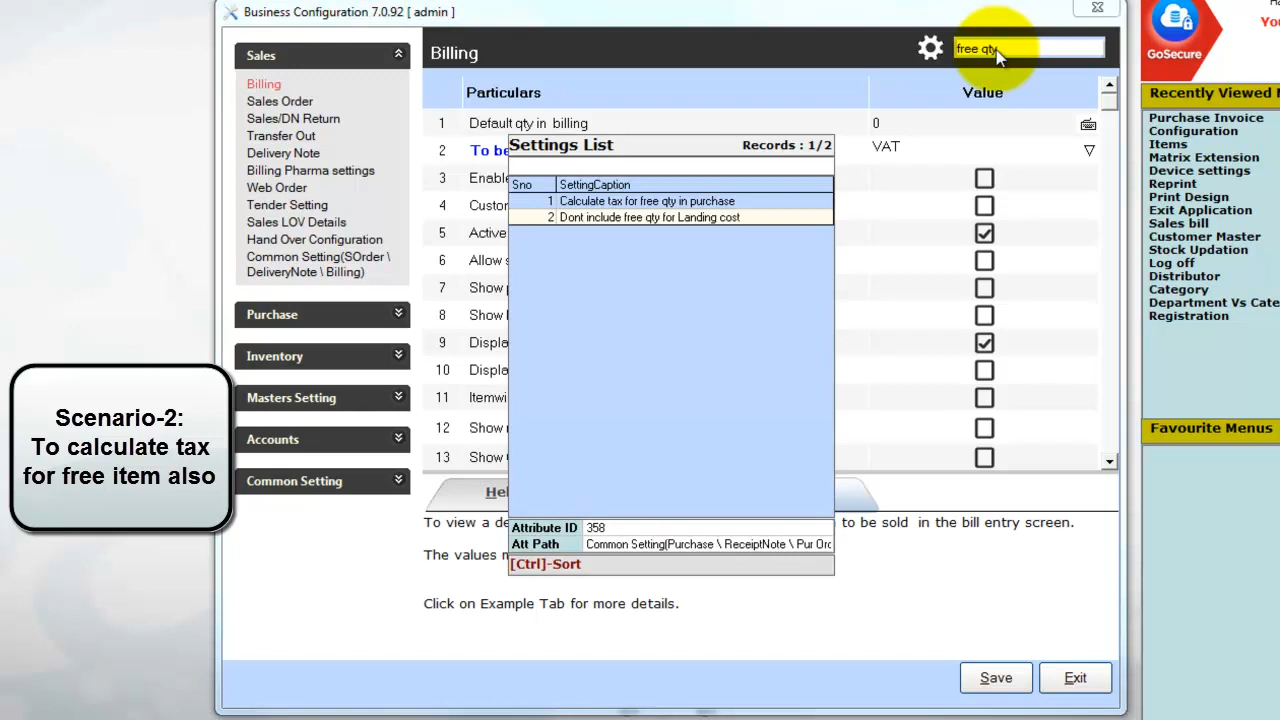 Business Configuration 7.0.92 [ admin ]
Sales
Billing
Sales Order
Sales/DN Return
Transfer Out
Delivery Note
Billing Pharma settings
Web Order
Tender Setting
Sales LOV Details
Hand Over Configuration
Common Setting(SOrder \
DeliveryNote \ Billing)
Purchase
Inventory
Masters Setting
Accounts
Common Setting
Scenario-2:
To calculate tax
for free item also
Billing
free qty
Particulars Value
1 Default qty in billing 0
2 To be VAT
3 Enable
4 Custo
5 Active
6 Allow s
7 Show p
8 Show
9 Displa
10 Displa
11 Itemw
12 Show
13 Show
Settings List Records : 1/2
Sno SettingCaption
1 Calculate tax for free qty in purchase
2 Dont include free qty for Landing cost
Attribute ID 358
Att Path Common Setting(Purchase \ ReceiptNote \ Pur Orc
[Ctrl]-Sort
Hel
To view a de to be sold in the bill entry screen.
The values
Click on Example Tab for more details.
Save Exit
GoSecure
You
Recently Viewed M
Purchase Invoice
Configuration
Items
Matrix Extension
Device settings
Reprint
Print Design
Exit Application
Sales bill
Customer Master
Stock Updation
Log off
Distributor
Category
Department Vs Cate
Registration
Favourite Menus